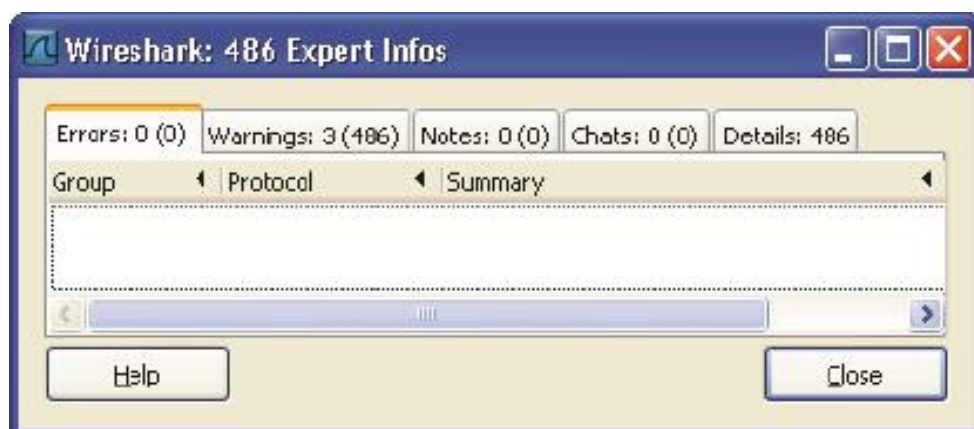 Wireshark: 486 Expert Infos
Errors: 0 (0) Warnings: 3 (486) Notes: 0 (0) Chats: 0 (0) Details: 486
Group Protocol Summary
Help Close